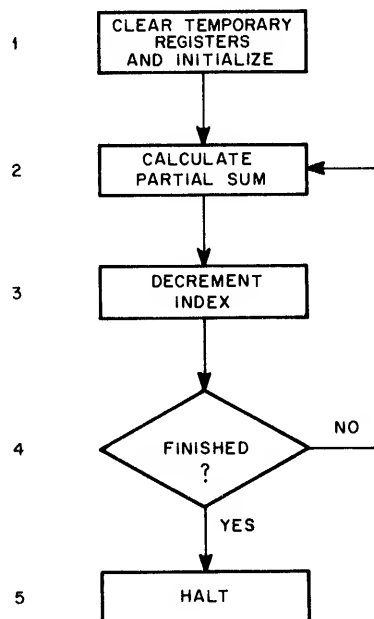 1
CLEAR TEMPORARY
REGISTERS
AND INITIALIZE
2
CALCULATE
PARTIAL SUM
3
DECREMENT
INDEX
4
FINISHED
?
NO
YES
5
HALT